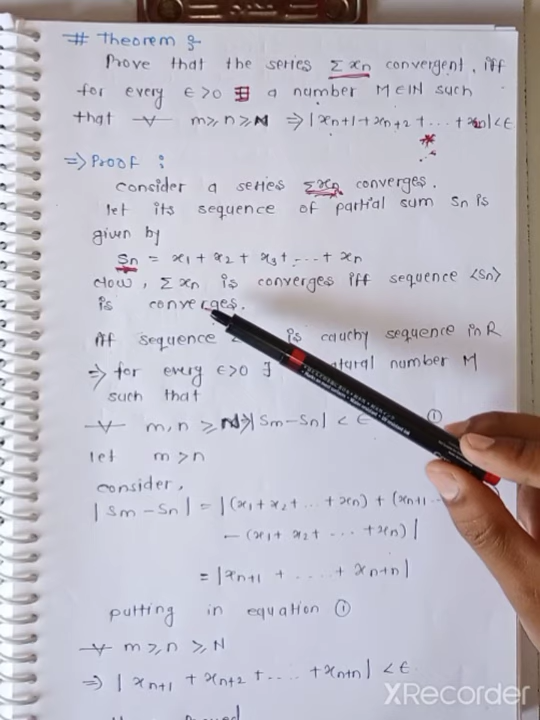 # Theorem :-
Prove that the series Σxn convergent, iff
for every ϵ>0 ∃ a number M∈IN such
that ∀ m≥n≥M ⇒|xn+1+xn+2+...+xn|<ϵ
⇒ Proof :
consider a series Σxn converges.
let its sequence of partial sum Sn is
given by
Sn = x1 + x2 + x3 + ... + xn
Now, Σxn is converges iff sequence <Sn>
is converges.
iff sequence is cauchy sequence in R
⇒ for every ϵ>0 ∃ number M
such that
∀ m,n ≥N⇒|Sm-Sn| < ϵ ①
let m>n
consider,
|Sm-Sn| = |(x1+x2+...+xn) + (xn+1..
- (x1+x2+...+xn)|
= |xn+1 + .... + xn+n|
putting in equation ①
∀ m≥n≥N
⇒ |xn+1 + xn+2 +.... +xn+n| <ϵ.
XRecorder